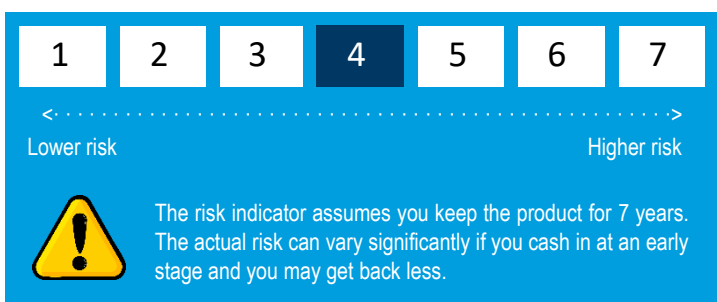 1 2 3 4 5 6 7
Lower risk Higher risk
The risk indicator assumes you keep the product for 7 years.
The actual risk can vary significantly if you cash in at an early
stage and you may get back less.